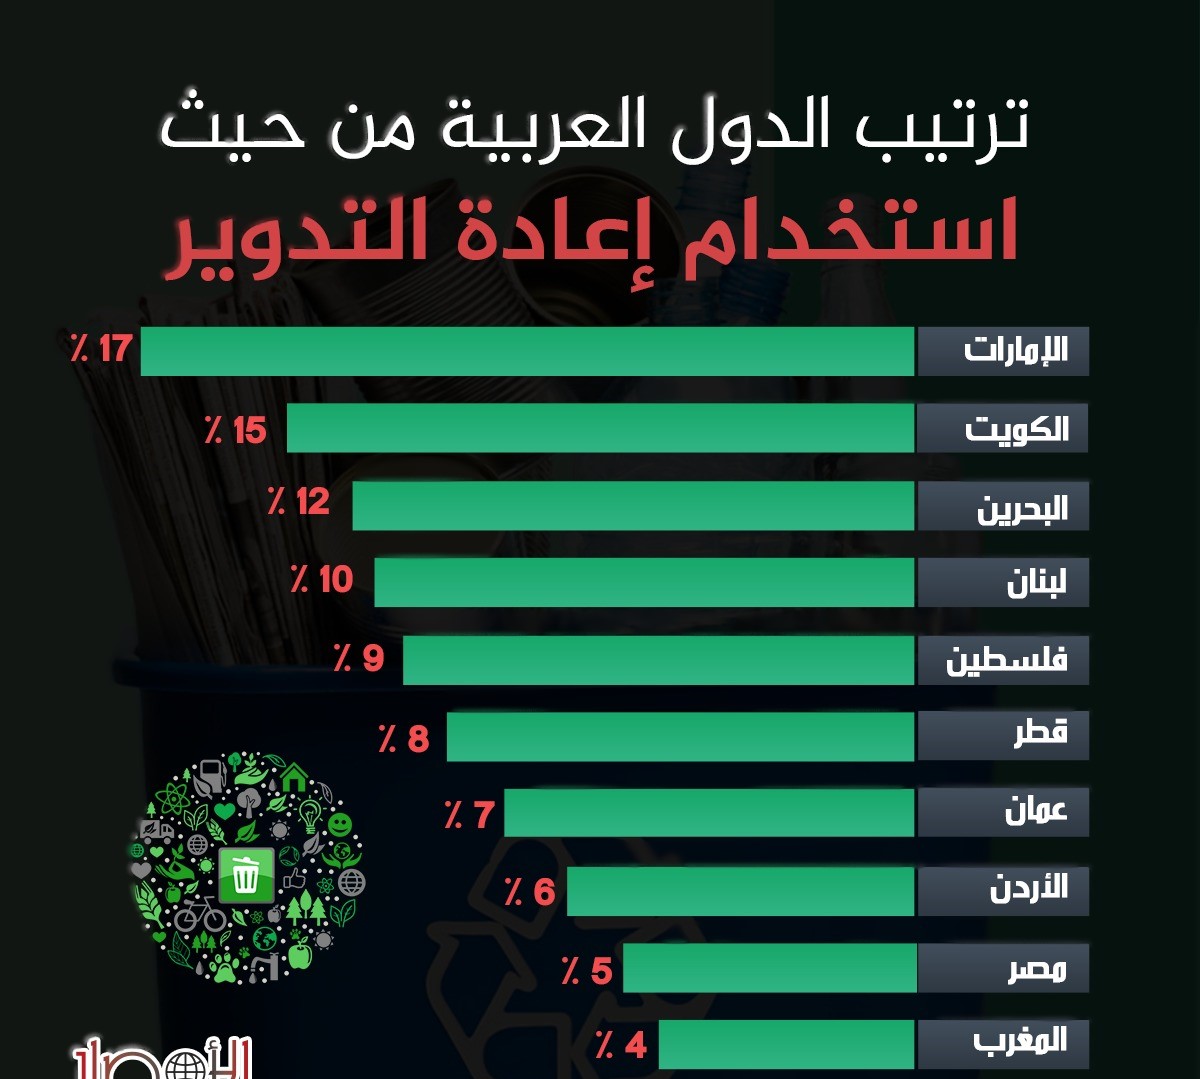 ترتيب الدول العربية من حيث
استخدام إعادة التدوير
الإمارات 17 ٪
الكويت 15 ٪
البحرين 12 ٪
لبنان 10 ٪
فلسطين 9 ٪
قطر 8 ٪
عمان 7 ٪
الأردن 6 ٪
مصر 5 ٪
المغرب 4 ٪